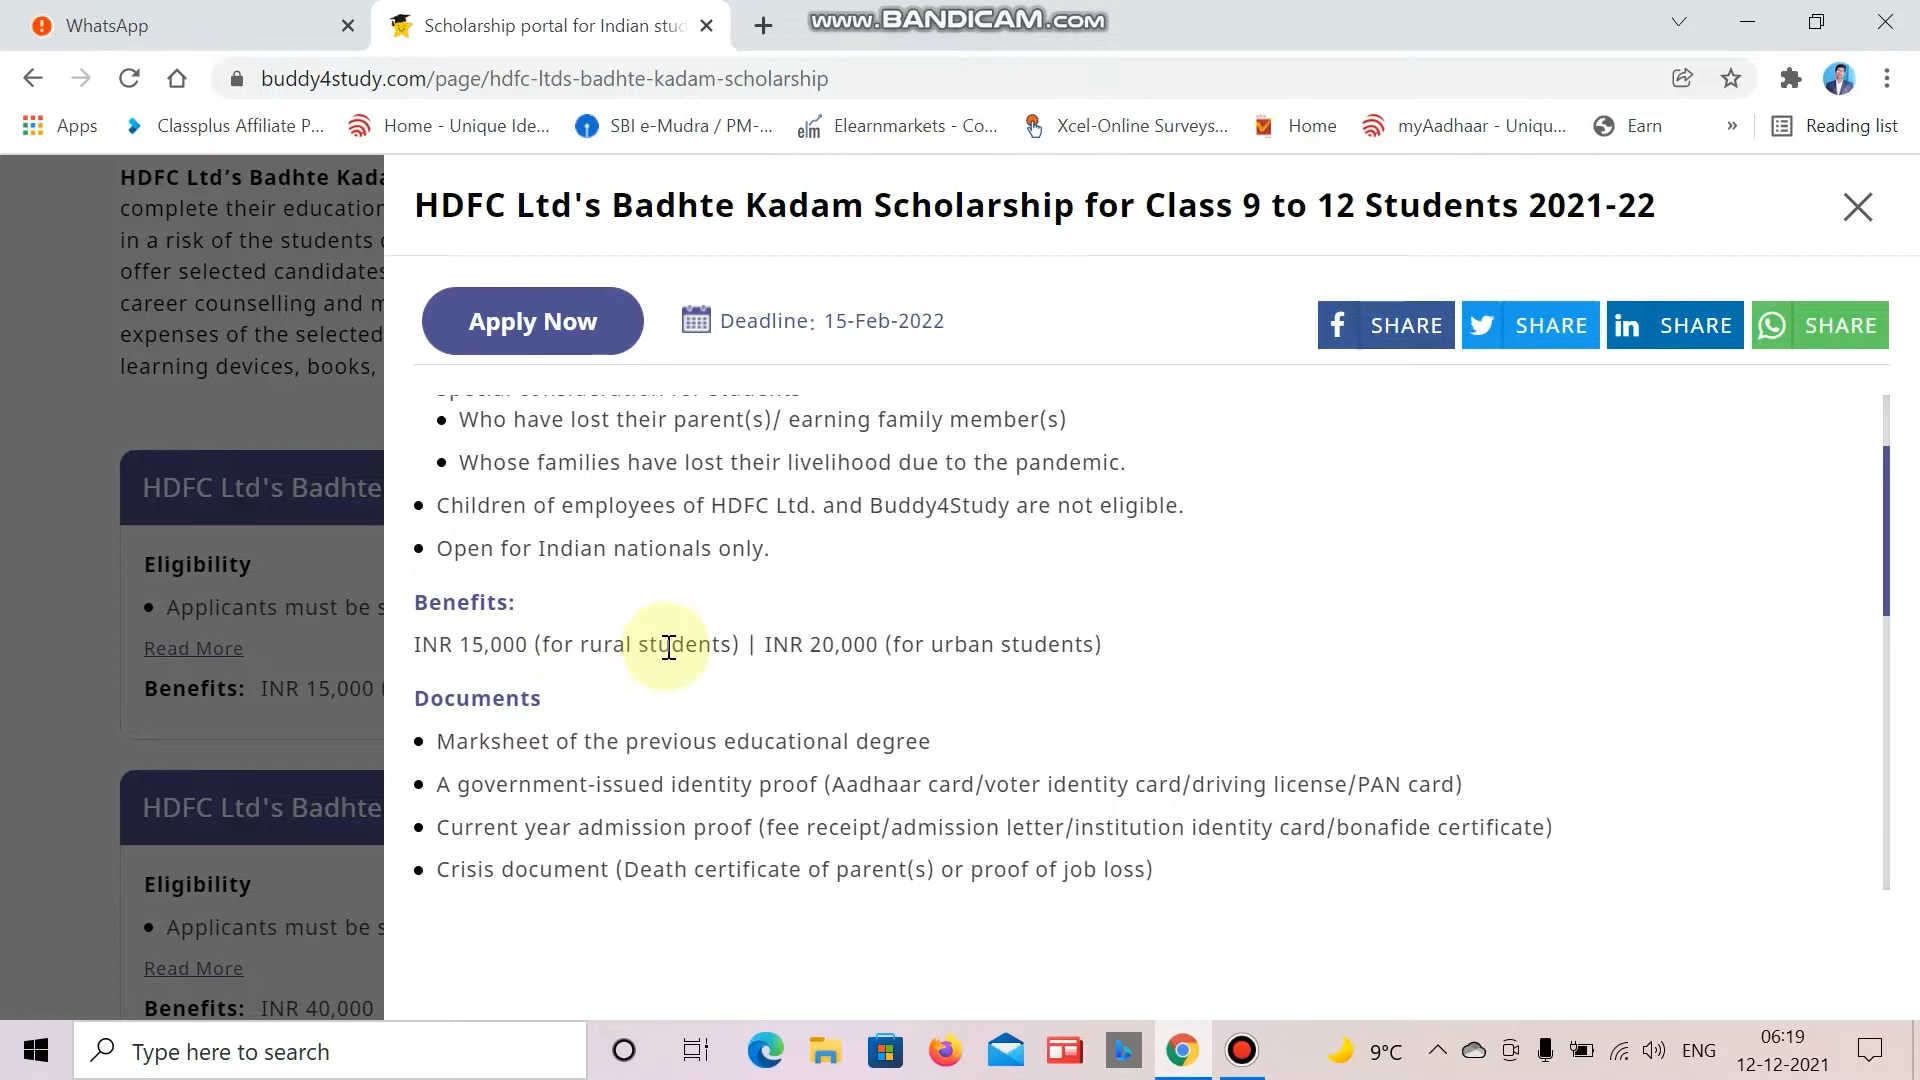 WhatsApp
Scholarship portal for Indian stud
www.BANDICAM.com
buddy4study.com/page/hdfc-ltds-badhte-kadam-scholarship
Apps
Classplus Affiliate P...
Home - Unique Ide...
SBI e-Mudra / PM-...
elm
Elearnmarkets - Co...
Xcel-Online Surveys...
Home
myAadhaar - Uniqu...
Earn
»
Reading list
HDFC Ltd's Badhte Kada
complete their education
in a risk of the students
offer selected candidates
career counselling and m
expenses of the selected
learning devices, books,
HDFC Ltd's Badhte
Eligibility
Applicants must be s
Read More
Benefits: INR 15,000 (
HDFC Ltd's Badhte
Eligibility
Applicants must be s
Read More
Benefits: INR 40,000
HDFC Ltd's Badhte Kadam Scholarship for Class 9 to 12 Students 2021-22
Apply Now
Deadline: 15-Feb-2022
SHARE
SHARE
in SHARE
SHARE
Special consideration for students
Who have lost their parent(s)/ earning family member(s)
Whose families have lost their livelihood due to the pandemic.
Children of employees of HDFC Ltd. and Buddy4Study are not eligible.
Open for Indian nationals only.
Benefits:
INR 15,000 (for rural students) | INR 20,000 (for urban students)
Documents
Marksheet of the previous educational degree
A government-issued identity proof (Aadhaar card/voter identity card/driving license/PAN card)
Current year admission proof (fee receipt/admission letter/institution identity card/bonafide certificate)
Crisis document (Death certificate of parent(s) or proof of job loss)
Type here to search
9°C
ENG
06:19
12-12-2021